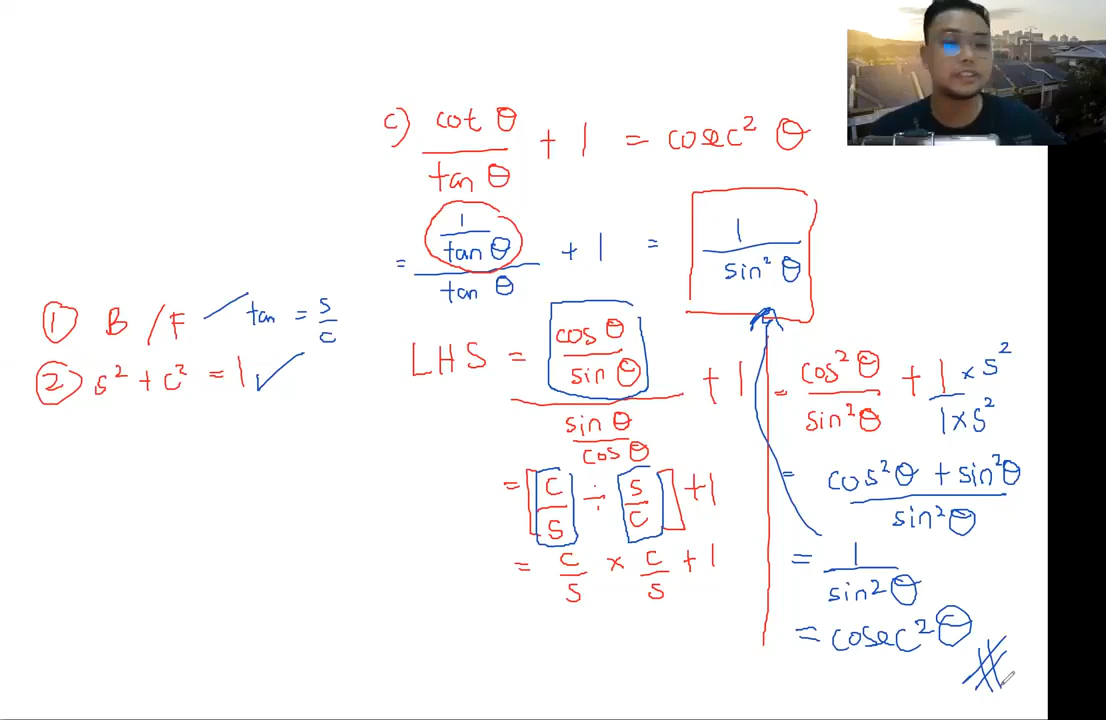 c) cot θ / tan θ + 1 = cosec² θ
= (1 / tan θ) / tan θ + 1 = 1 / sin² θ
① B / F tan = s/c
② s² + c² = 1 ✓
LHS = (cos θ / sin θ) / (sin θ / cos θ) + 1
= [c/s ÷ s/c] + 1
= c/s × c/s + 1
= cos² θ / sin² θ + 1 × s² / 1 × s²
= cos² θ + sin² θ / sin² θ
= 1 / sin² θ
= cosec² θ